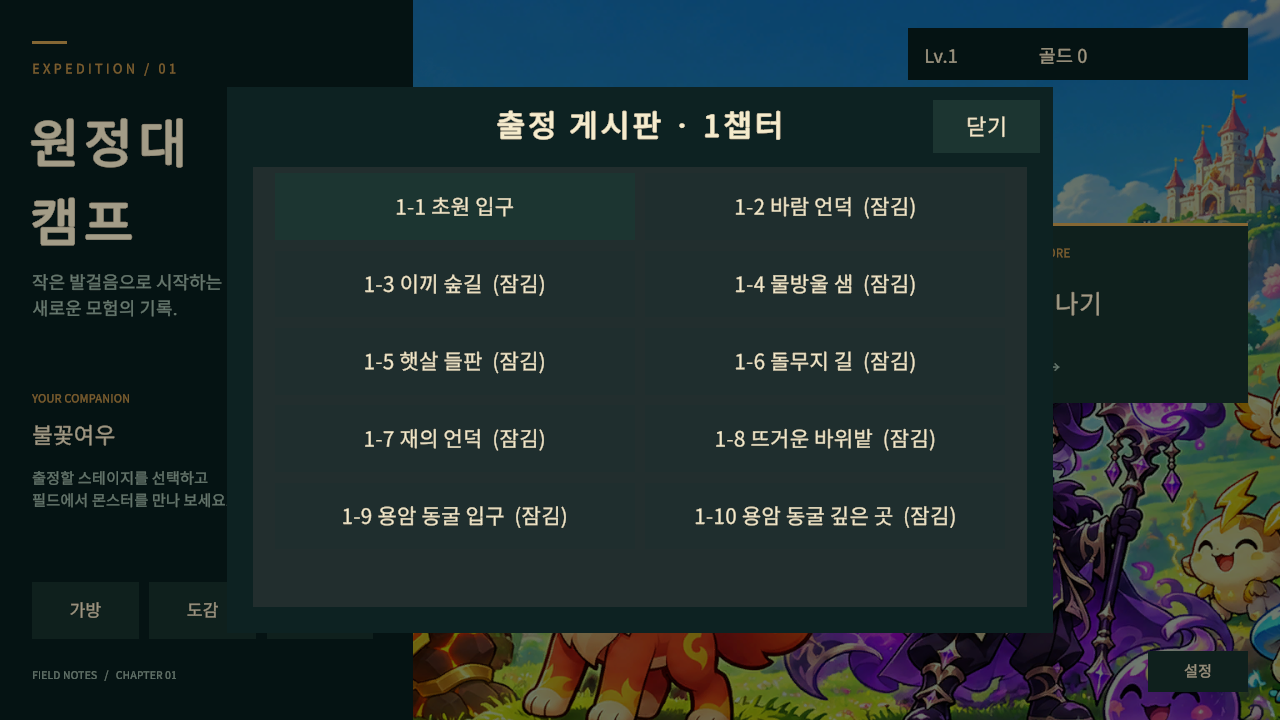 EXPEDITION / 01
원정대
캠프
작은 발걸음으로 시작하는
새로운 모험의 기록.
YOUR COMPANION
불꽃여우
출정할 스테이지를 선택하고
필드에서 몬스터를 만나 보세요
가방
도감
FIELD NOTES / CHAPTER 01
Lv.1 골드 0
출정 게시판 · 1챕터
닫기
1-1 초원 입구
1-2 바람 언덕 (잠김)
1-3 이끼 숲길 (잠김)
1-4 물방울 샘 (잠김)
1-5 햇살 들판 (잠김)
1-6 돌무지 길 (잠김)
1-7 재의 언덕 (잠김)
1-8 뜨거운 바위밭 (잠김)
1-9 용암 동굴 입구 (잠김)
1-10 용암 동굴 깊은 곳 (잠김)
나기
설정